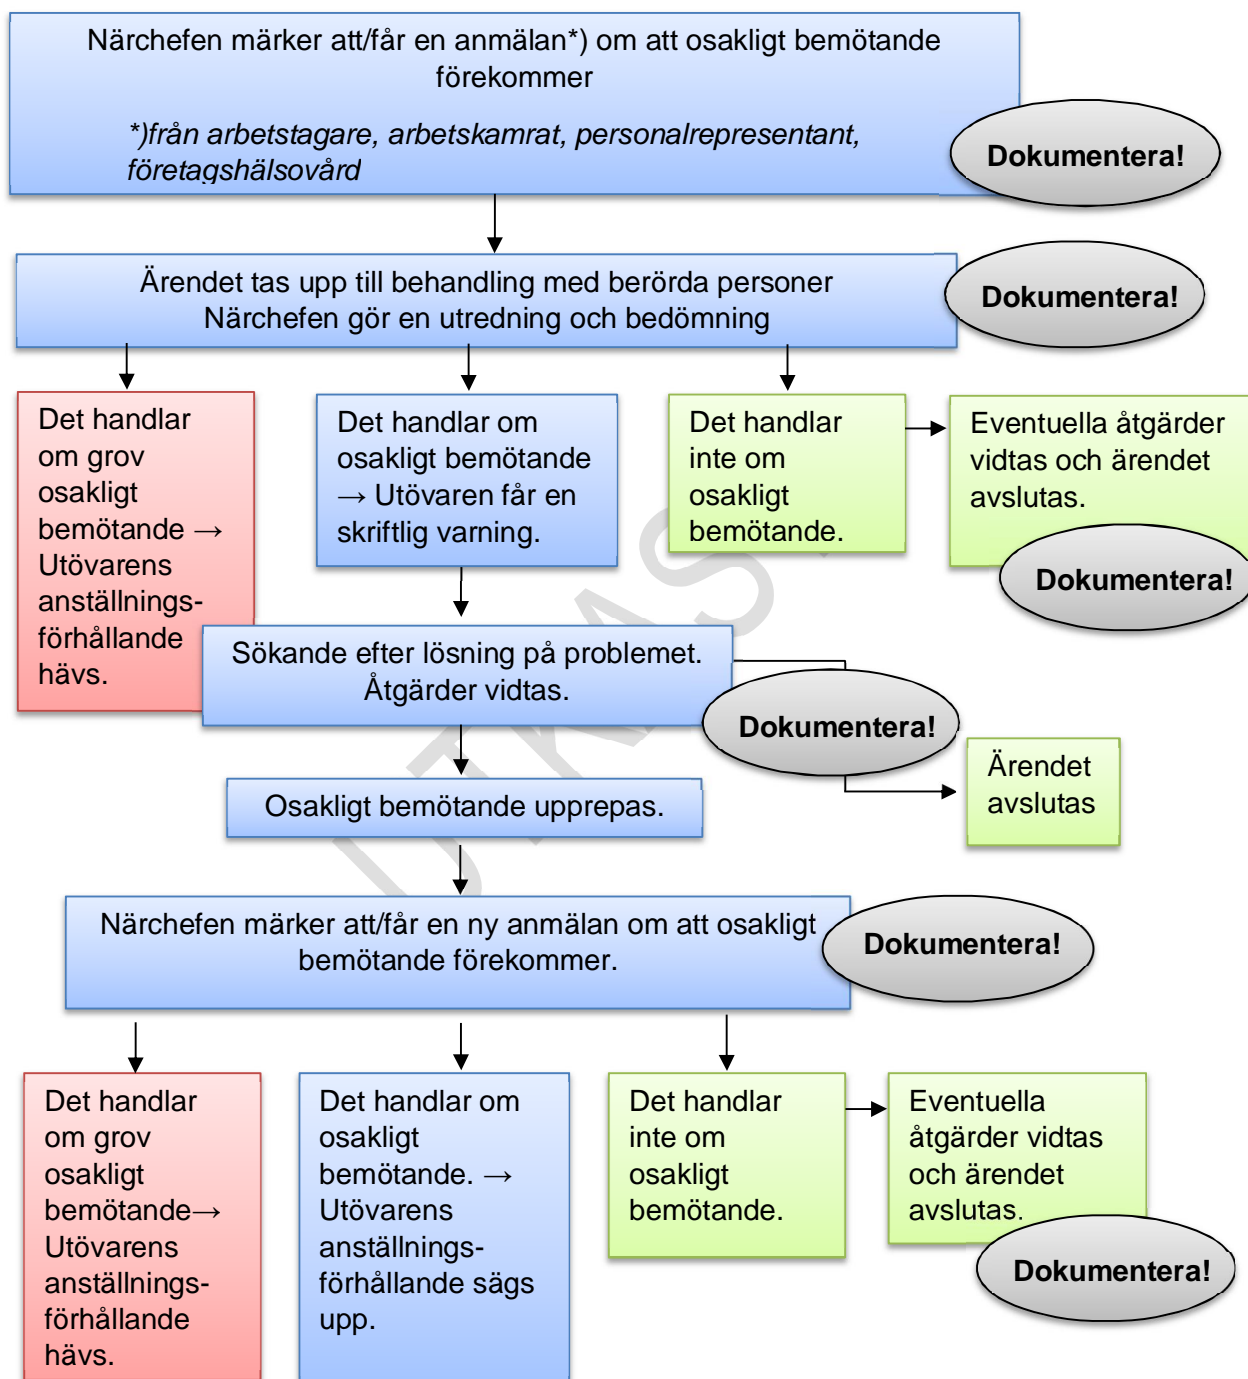 Närchefen märker att/får en anmälan*) om att osakligt bemötande
förekommer
*)från arbetstagare, arbetskamrat, personalrepresentant,
företagshälsovård
Dokumentera!
Ärendet tas upp till behandling med berörda personer
Närchefen gör en utredning och bedömning
Dokumentera!
Det handlar
om grov
osakligt
bemötande →
Utövarens
anställnings-
förhållande
hävs.
Det handlar om
osakligt bemötande
→ Utövaren får en
skriftlig varning.
Det handlar
inte om
osakligt
bemötande.
Eventuella åtgärder
vidtas och ärendet
avslutas.
Dokumentera!
Sökande efter lösning på problemet.
Åtgärder vidtas.
Dokumentera!
Ärendet
avslutas
Osakligt bemötande upprepas.
Närchefen märker att/får en ny anmälan om att osakligt
bemötande förekommer.
Dokumentera!
Det handlar
om grov
osakligt
bemötande→
Utövarens
anställnings-
förhållande
hävs.
Det handlar om
osakligt
bemötande. →
Utövarens
anställnings-
förhållande sägs
upp.
Det handlar
inte om
osakligt
bemötande.
Eventuella
åtgärder vidtas
och ärendet
avslutas.
Dokumentera!
UTKAST